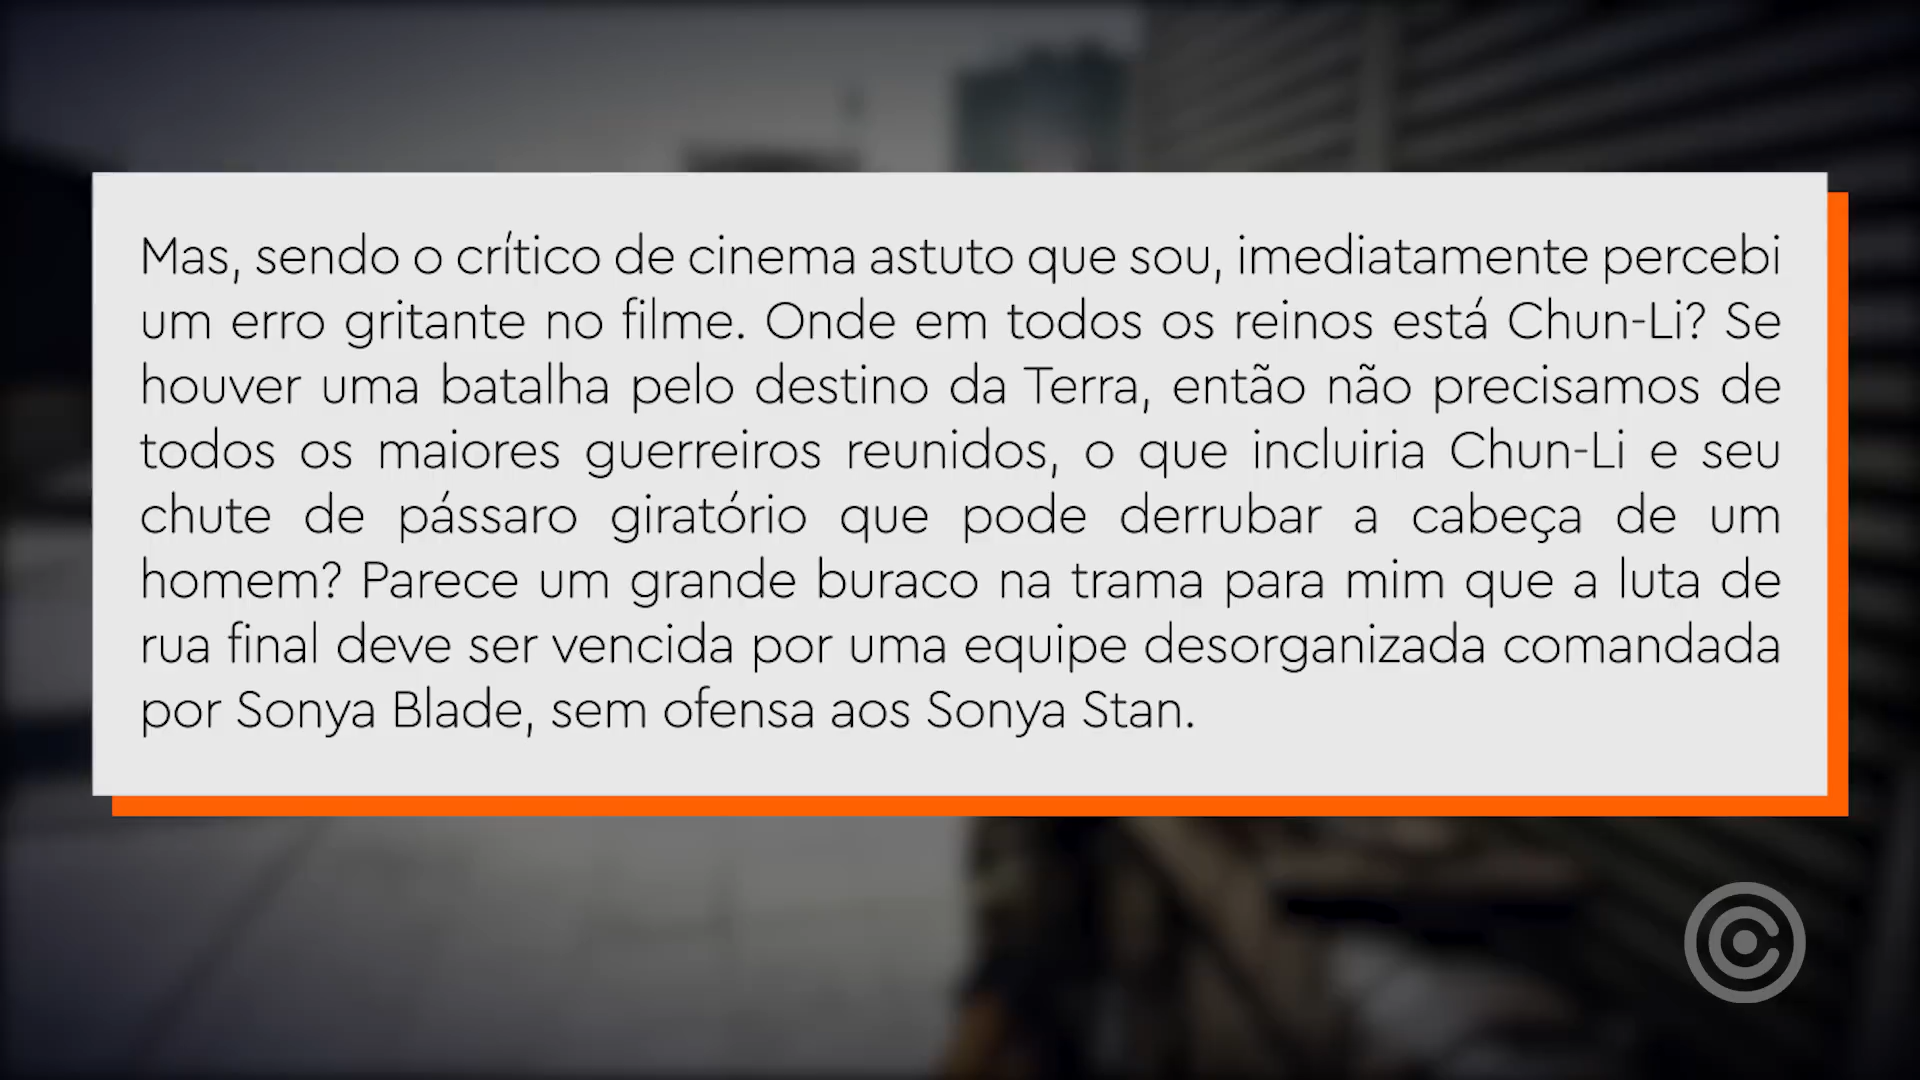 Mas, sendo o crítico de cinema astuto que sou, imediatamente percebi
um erro gritante no filme. Onde em todos os reinos está Chun-Li? Se
houver uma batalha pelo destino da Terra, então não precisamos de
todos os maiores guerreiros reunidos, o que incluiria Chun-Li e seu
chute de pássaro giratório que pode derrubar a cabeça de um
homem? Parece um grande buraco na trama para mim que a luta de
rua final deve ser vencida por uma equipe desorganizada comandada
por Sonya Blade, sem ofensa aos Sonya Stan.